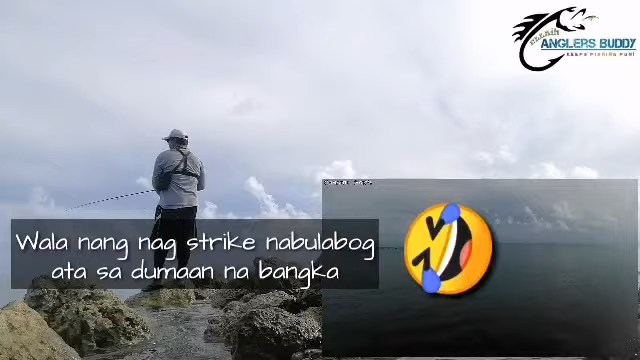 ANGLERS BUDDY
Wala nang nag strike nabulabog
ata sa dumaan na bangka